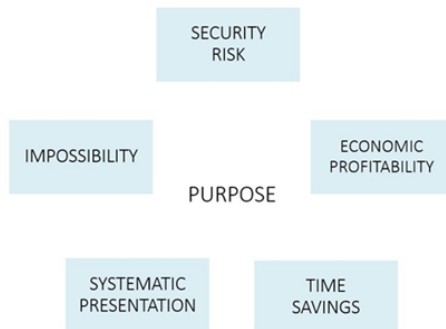 SECURITY
RISK
IMPOSSIBILITY
ECONOMIC
PROFITABILITY
PURPOSE
SYSTEMATIC
PRESENTATION
TIME
SAVINGS